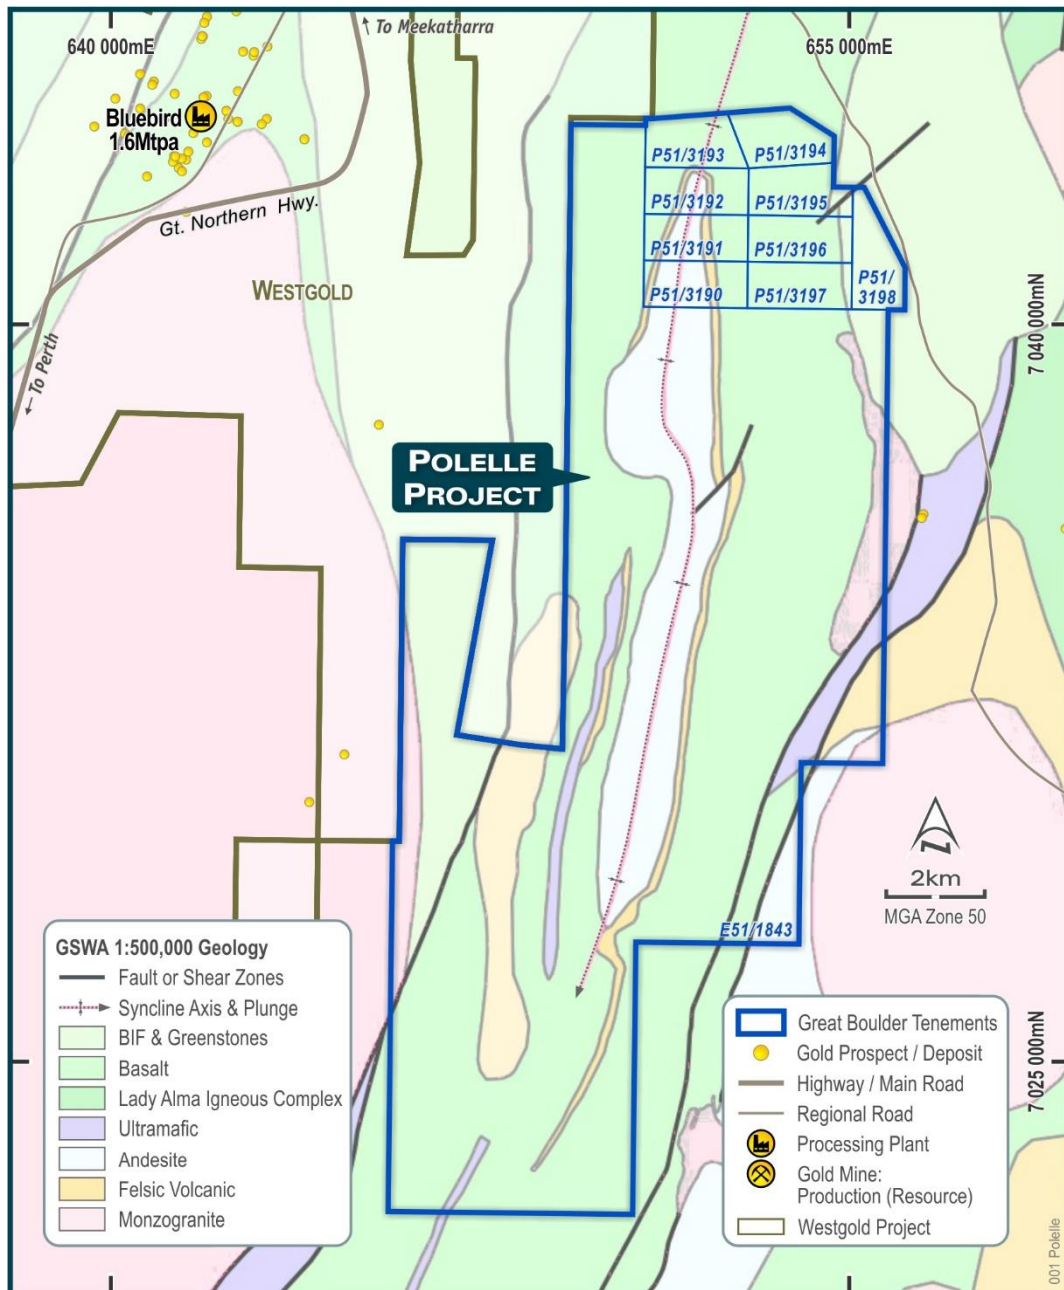 640 000mE
To Meekatharra
655 000mE
Bluebird
1.6Mtpa
Gt. Northern Hwy.
P51/3193
P51/3194
P51/3192
P51/3195
P51/3191
P51/3196
P51/3190
P51/3197
P51/
3198
WESTGOLD
7 040 000mN
← To Perth
POLELLE
PROJECT
N
2km
MGA Zone 50
E51/1843
GSWA 1:500,000 Geology
Fault or Shear Zones
Syncline Axis & Plunge
BIF & Greenstones
Basalt
Lady Alma Igneous Complex
Ultramafic
Andesite
Felsic Volcanic
Monzogranite
Great Boulder Tenements
Gold Prospect / Deposit
Highway / Main Road
Regional Road
Processing Plant
Gold Mine:
Production (Resource)
Westgold Project
7 025 000mN
001 Polelle